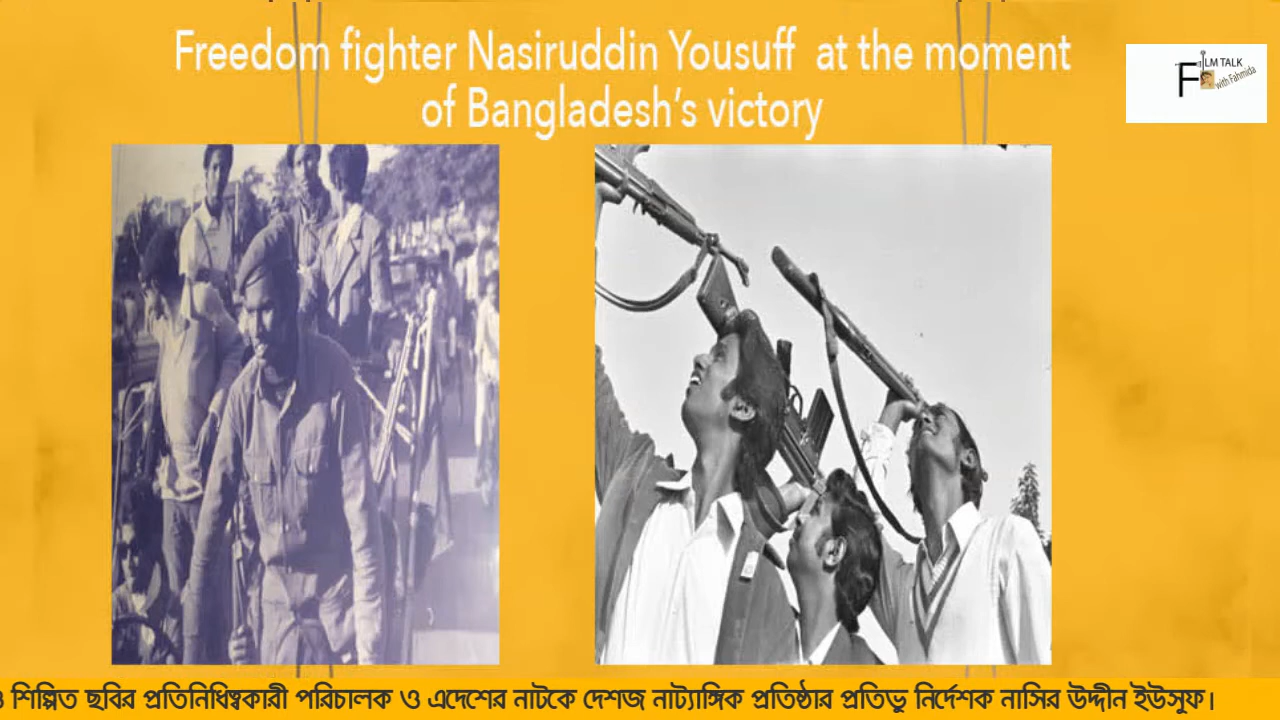 Freedom fighter Nasiruddin Yousuff at the moment
of Bangladesh's victory
FILM TALK
with Fahmida
ও শিল্পিত ছবির প্রতিনিধিত্বকারী পরিচালক ও এদেশের নাটকে দেশজ নাট্যাঙ্গিক প্রতিষ্ঠার প্রতিভু নির্দেশক নাসির উদ্দীন ইউসুফ।